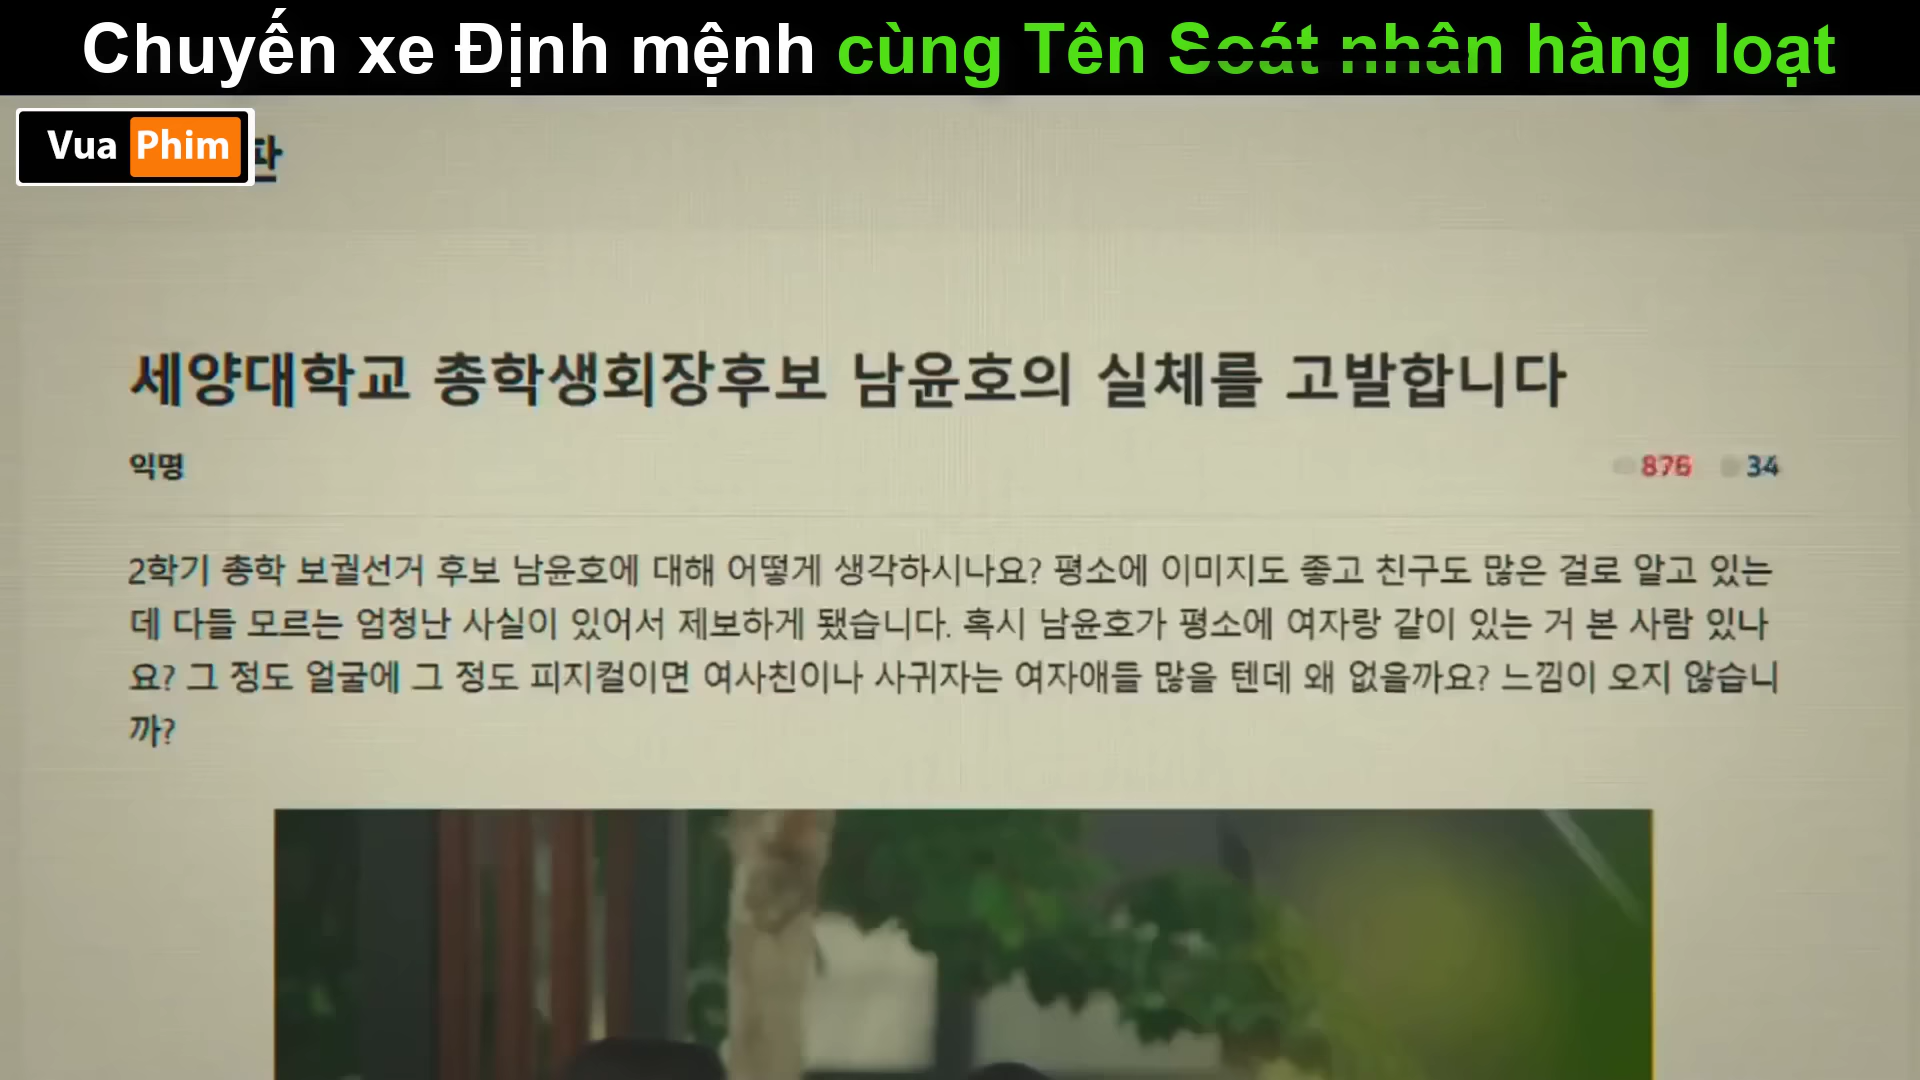 Chuyến xe Định mệnh cùng Tên Soát nhân hàng loạt
Vua Phim
판
세양대학교 총학생회장후보 남윤호의 실체를 고발합니다
익명
876 34
2학기 총학 보궐선거 후보 남윤호에 대해 어떻게 생각하시나요? 평소에 이미지도 좋고 친구도 많은 걸로 알고 있는
데 다들 모르는 엄청난 사실이 있어서 제보하게 됐습니다. 혹시 남윤호가 평소에 여자랑 같이 있는 거 본 사람 있나
요? 그 정도 얼굴에 그 정도 피지컬이면 여사친이나 사귀자는 여자애들 많을 텐데 왜 없을까요? 느낌이 오지 않습니
까?